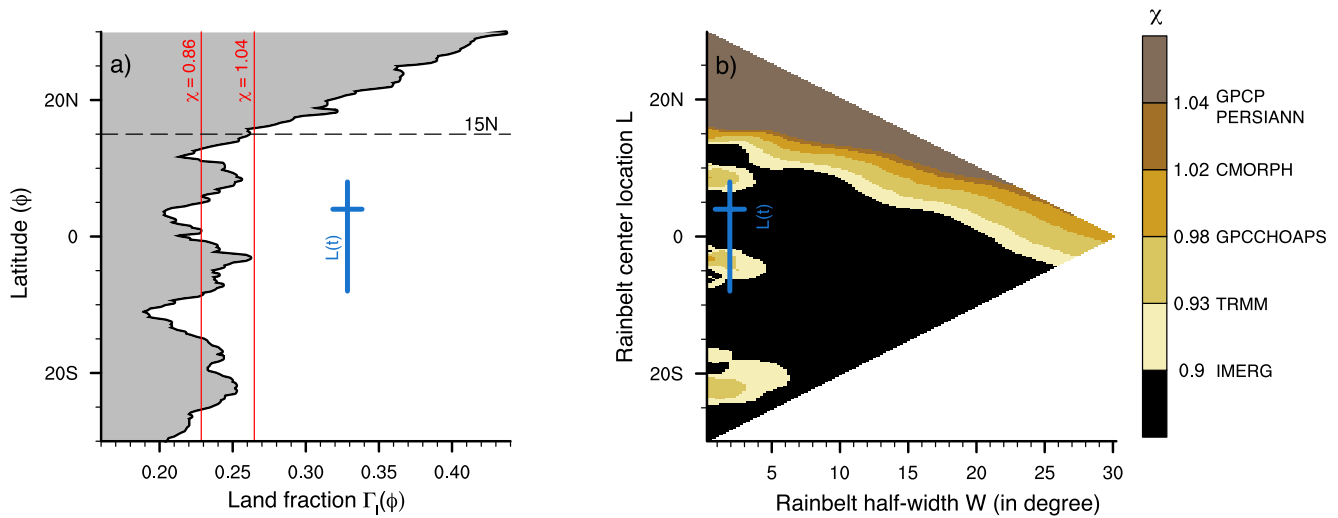 a)
χ = 0.86
χ = 1.04
15N
L(t)
20N
0
20S
Latitude (ϕ)
0.20 0.25 0.30 0.35 0.40
Land fraction Γl(ϕ)
b)
L(t)
20N
0
20S
Rainbelt center location L
5 10 15 20 25 30
Rainbelt half-width W (in degree)
χ
1.04 GPCP
PERSIANN
1.02 CMORPH
0.98 GPCCHOAPS
0.93 TRMM
0.9 IMERG